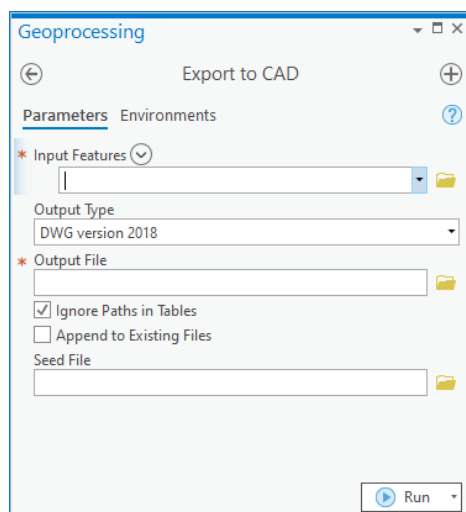 Geoprocessing
Export to CAD
Parameters Environments
* Input Features
Output Type
DWG version 2018
* Output File
Ignore Paths in Tables
Append to Existing Files
Seed File
Run